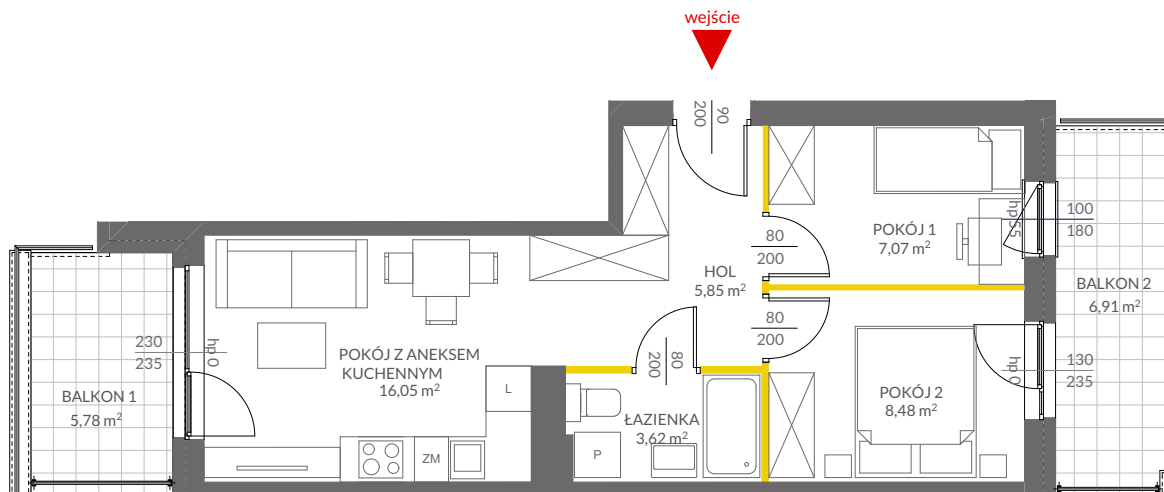 wejście
90
200
POKÓJ 1
7,07 m²
hp 55
100
180
80
200
HOL
5,85 m²
BALKON 2
6,91 m²
80
200
230
235
hp 0
POKÓJ Z ANEKSEM
KUCHENNYM
16,05 m²
80
200
130
235
hp 0
L
BALKON 1
5,78 m²
POKÓJ 2
8,48 m²
ŁAZIENKA
3,62 m²
ZM
P